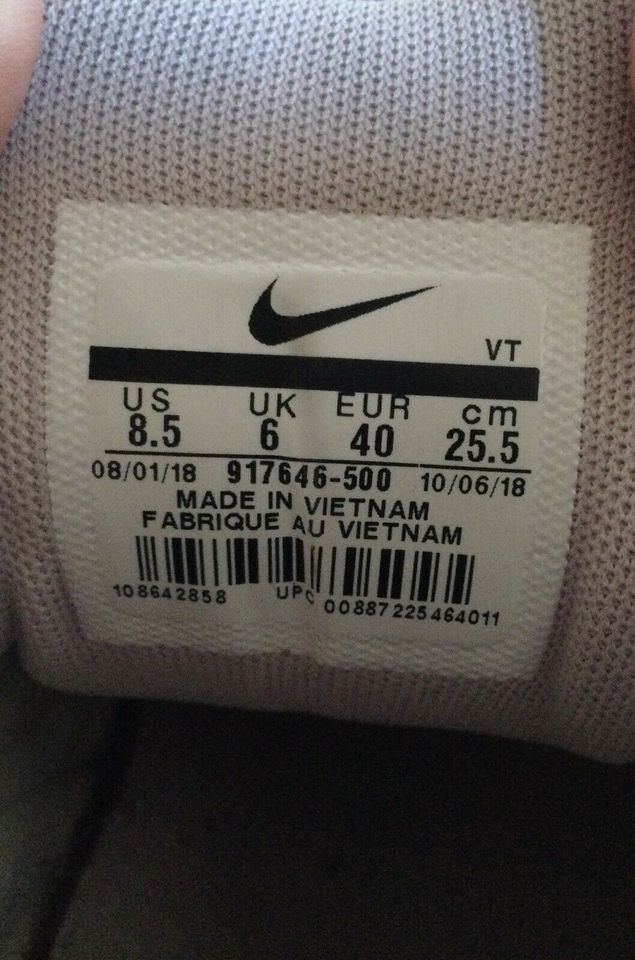 VT
US UK EUR cm
8.5 6 40 25.5
08/01/18 917646-500 10/06/18
MADE IN VIETNAM
FABRIQUE AU VIETNAM
108642858 UPC 00887225464011